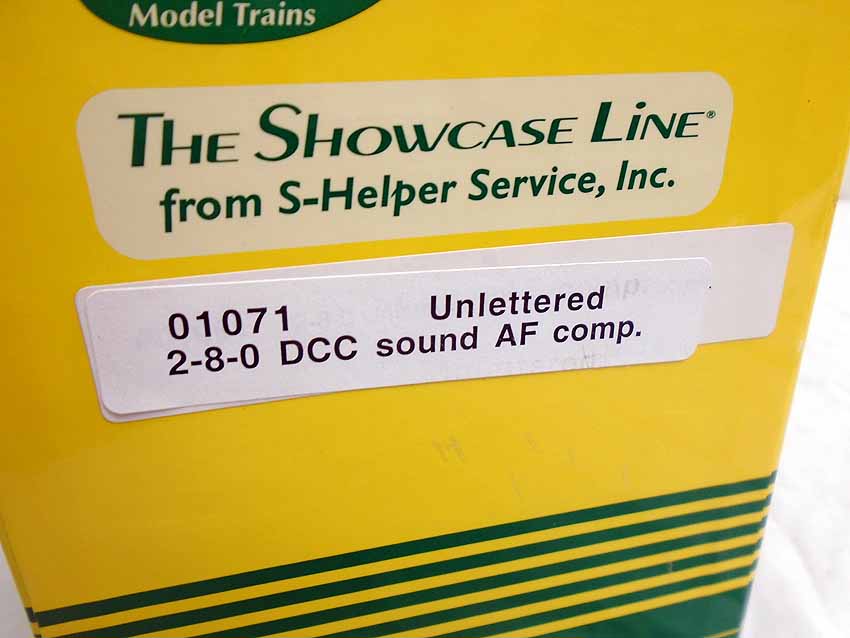 Model Trains
THE SHOWCASE LINE®
from S-Helper Service, Inc.
01071 Unlettered
2-8-0 DCC sound AF comp.